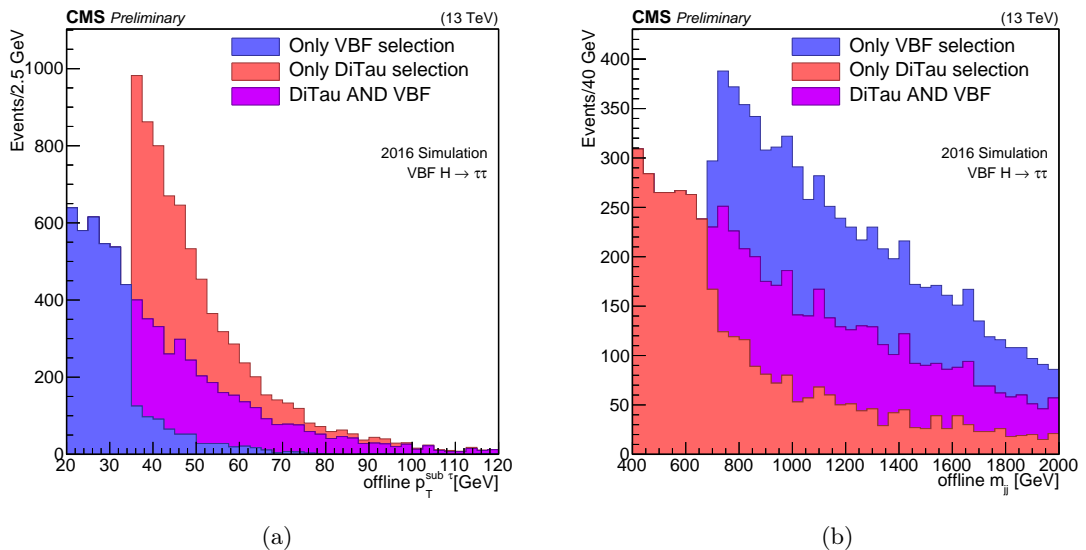 CMS Preliminary (13 TeV)
Events/2.5 GeV
Only VBF selection
Only DiTau selection
DiTau AND VBF
2016 Simulation
VBF H → ττ
1000
800
600
400
200
0
20 30 40 50 60 70 80 90 100 110 120
offline p_T^{sub τ}[GeV]
(a)
CMS Preliminary (13 TeV)
Events/40 GeV
Only VBF selection
Only DiTau selection
DiTau AND VBF
2016 Simulation
VBF H → ττ
400
350
300
250
200
150
100
50
0
400 600 800 1000 1200 1400 1600 1800 2000
offline m_{jj} [GeV]
(b)